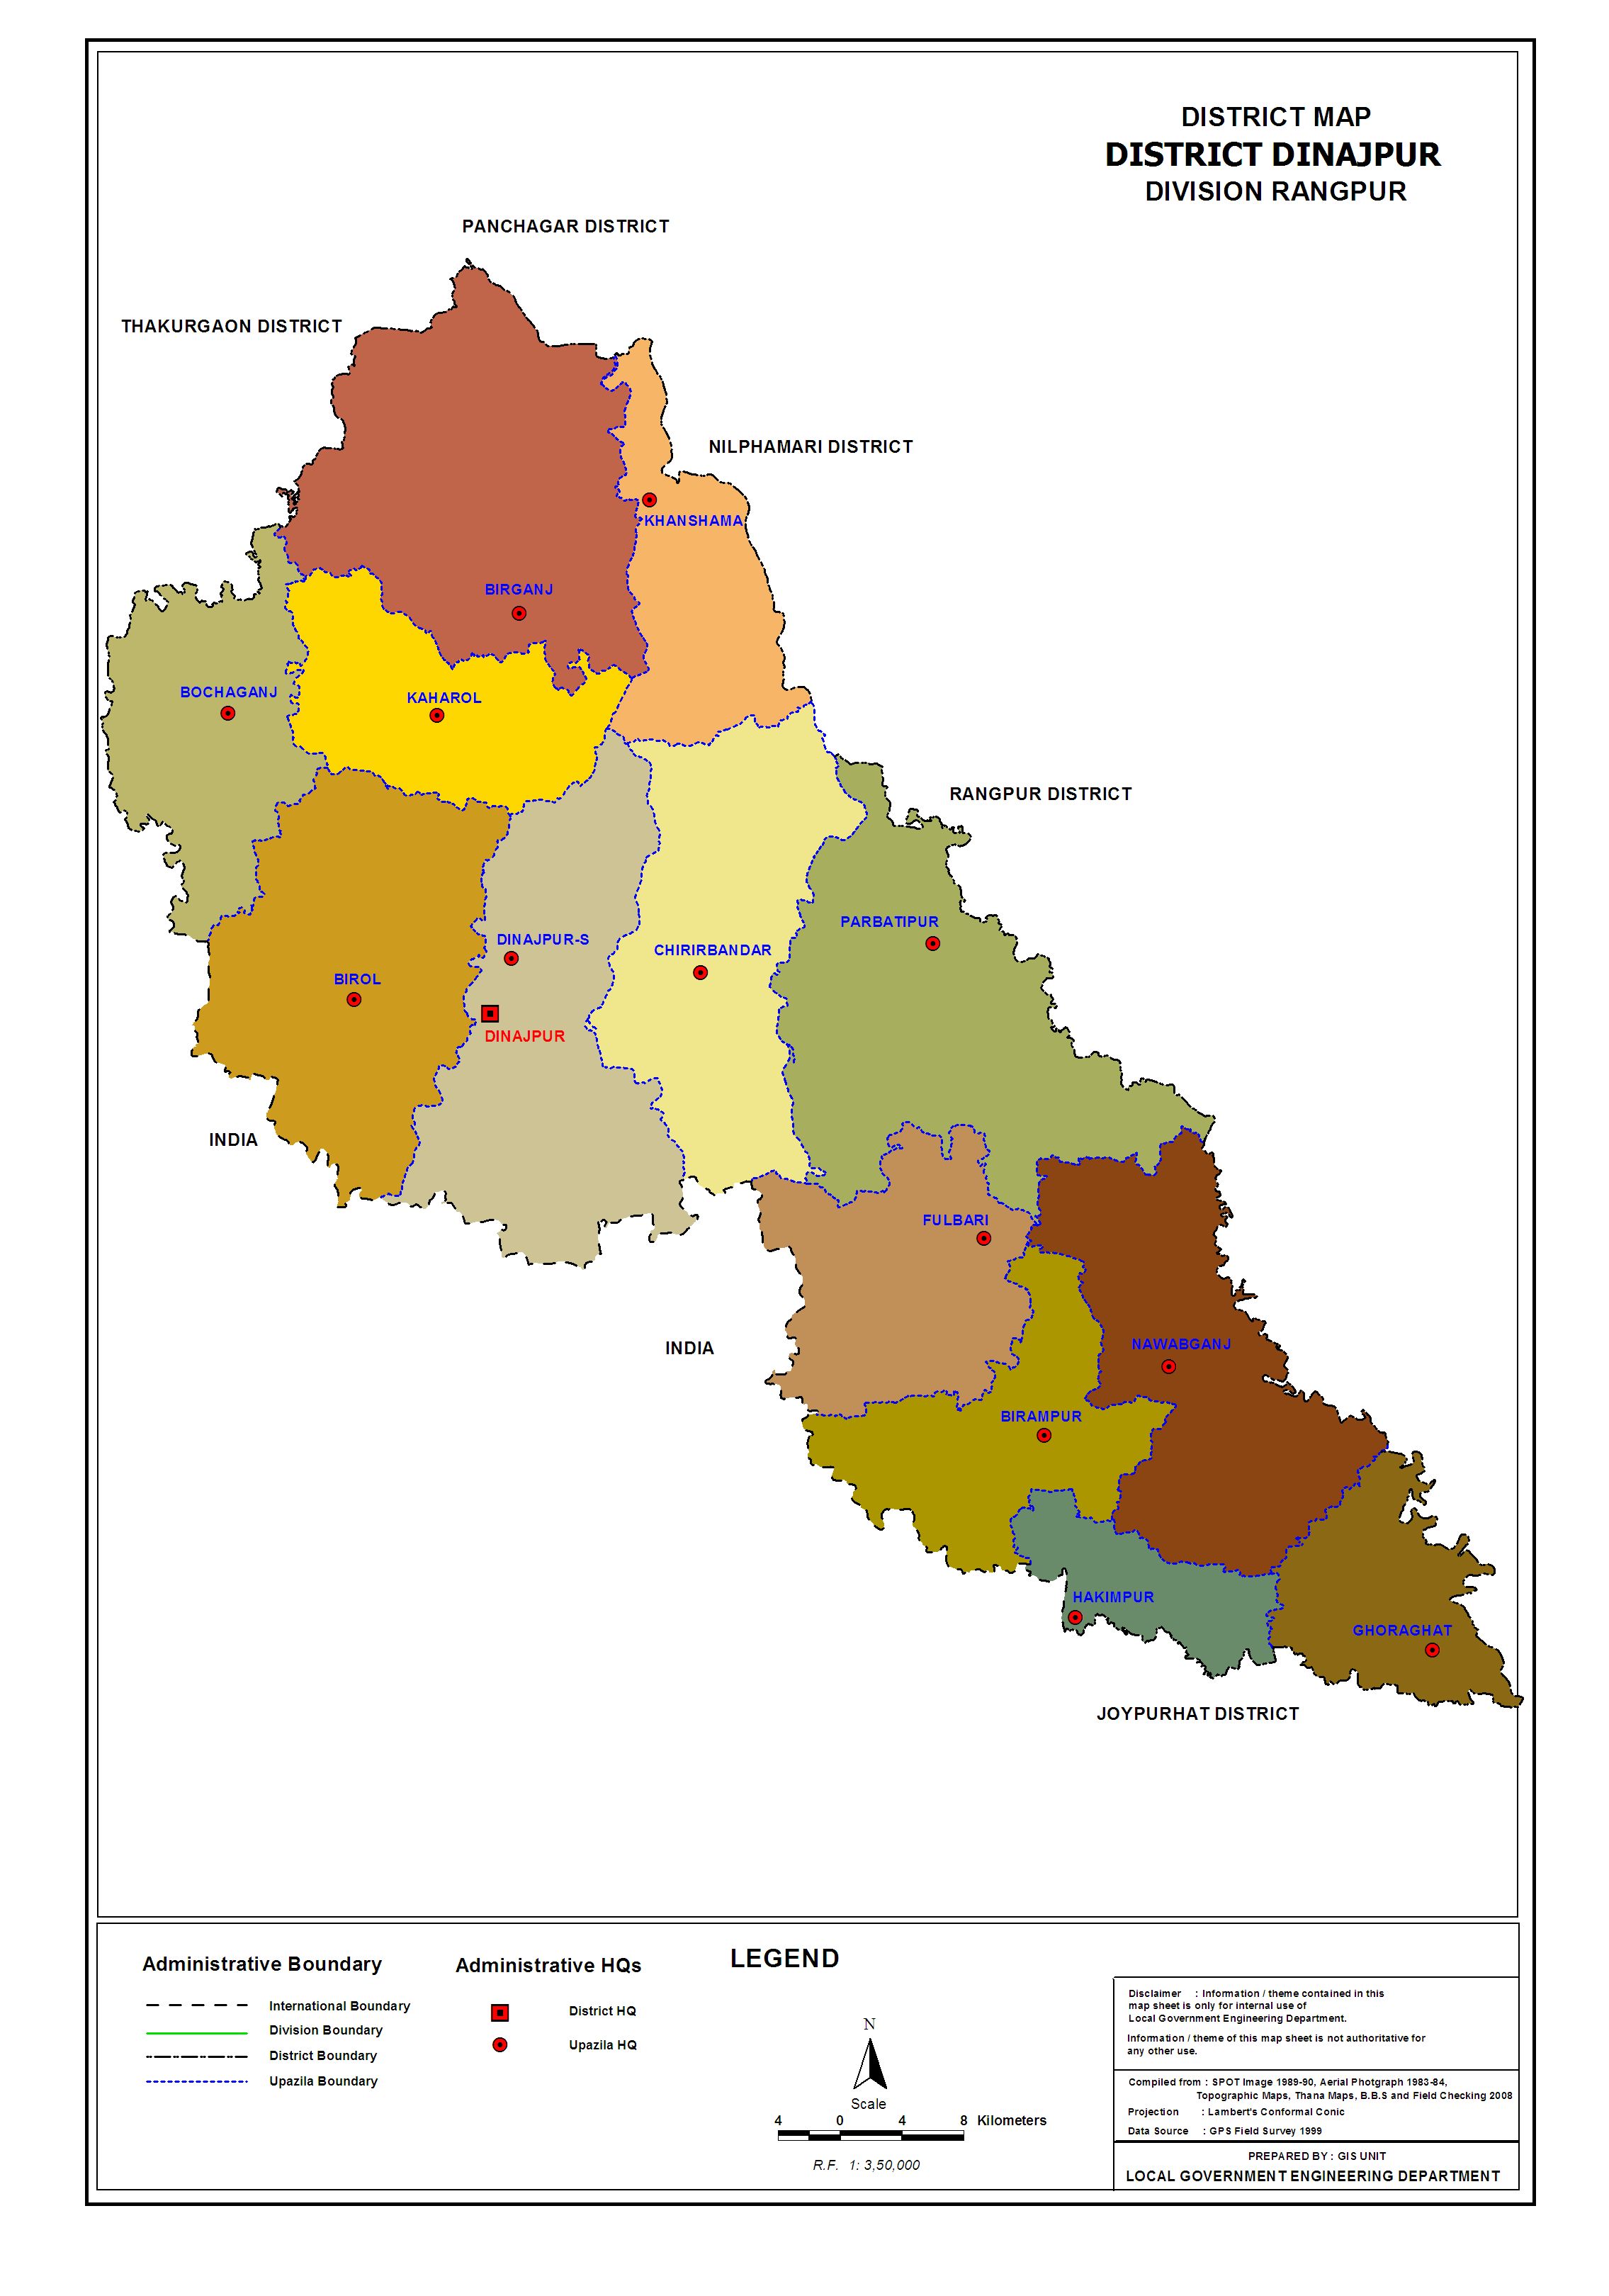 DISTRICT MAP
DISTRICT DINAJPUR
DIVISION RANGPUR
PANCHAGAR DISTRICT
THAKURGAON DISTRICT
NILPHAMARI DISTRICT
KHANSHAMA
BIRGANJ
BOCHAGANJ
KAHAROL
RANGPUR DISTRICT
PARBATIPUR
DINAJPUR-S
CHIRIRBANDAR
BIROL
DINAJPUR
INDIA
FULBARI
INDIA
NAWABGANJ
BIRAMPUR
HAKIMPUR
GHORAGHAT
JOYPURHAT DISTRICT
LEGEND
Administrative Boundary
International Boundary
Division Boundary
District Boundary
Upazila Boundary
Administrative HQs
District HQ
Upazila HQ
N
Scale
4 0 4 8 Kilometers
R.F. 1: 3,50,000
Disclaimer : Information / theme contained in this
map sheet is only for internal use of
Local Government Engineering Department.
Information / theme of this map sheet is not authoritative for
any other use.
Compiled from : SPOT Image 1989-90, Aerial Photgraph 1983-84,
Topographic Maps, Thana Maps, B.B.S and Field Checking 2008
Projection : Lambert's Conformal Conic
Data Source : GPS Field Survey 1999
PREPARED BY : GIS UNIT
LOCAL GOVERNMENT ENGINEERING DEPARTMENT